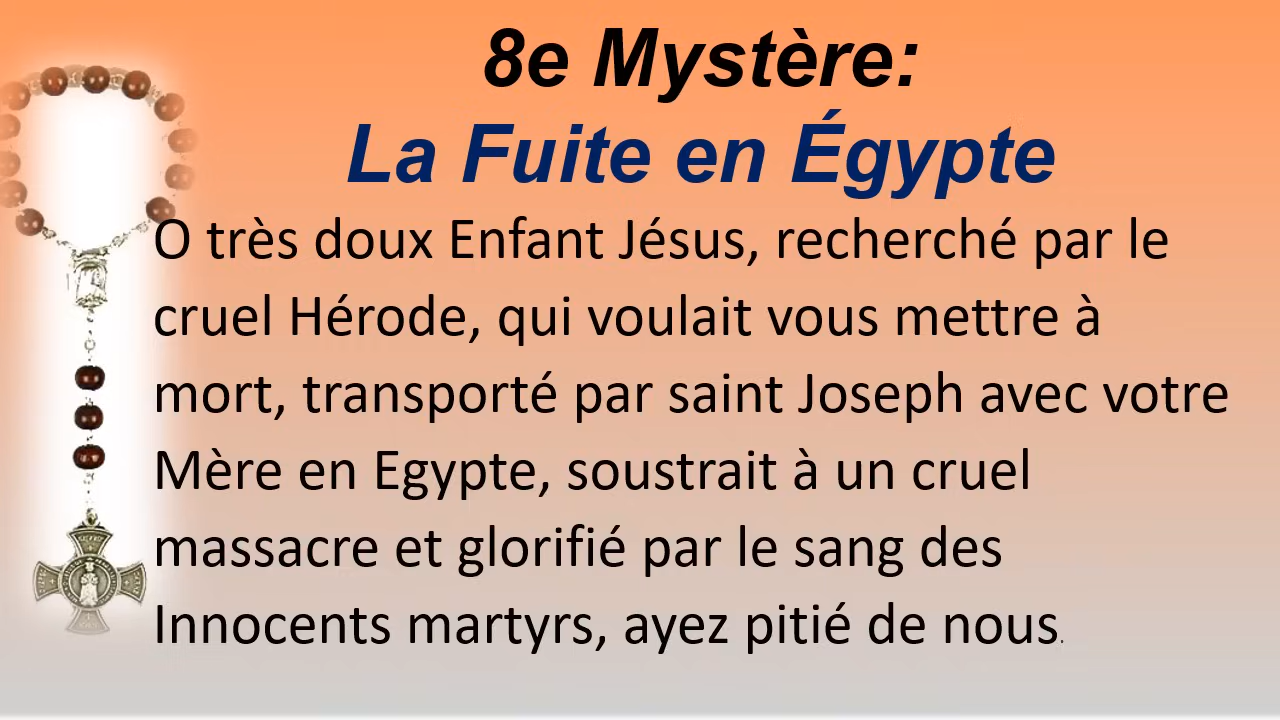 8e Mystère:
La Fuite en Égypte
O très doux Enfant Jésus, recherché par le
cruel Hérode, qui voulait vous mettre à
mort, transporté par saint Joseph avec votre
Mère en Egypte, soustrait à un cruel
massacre et glorifié par le sang des
Innocents martyrs, ayez pitié de nous.